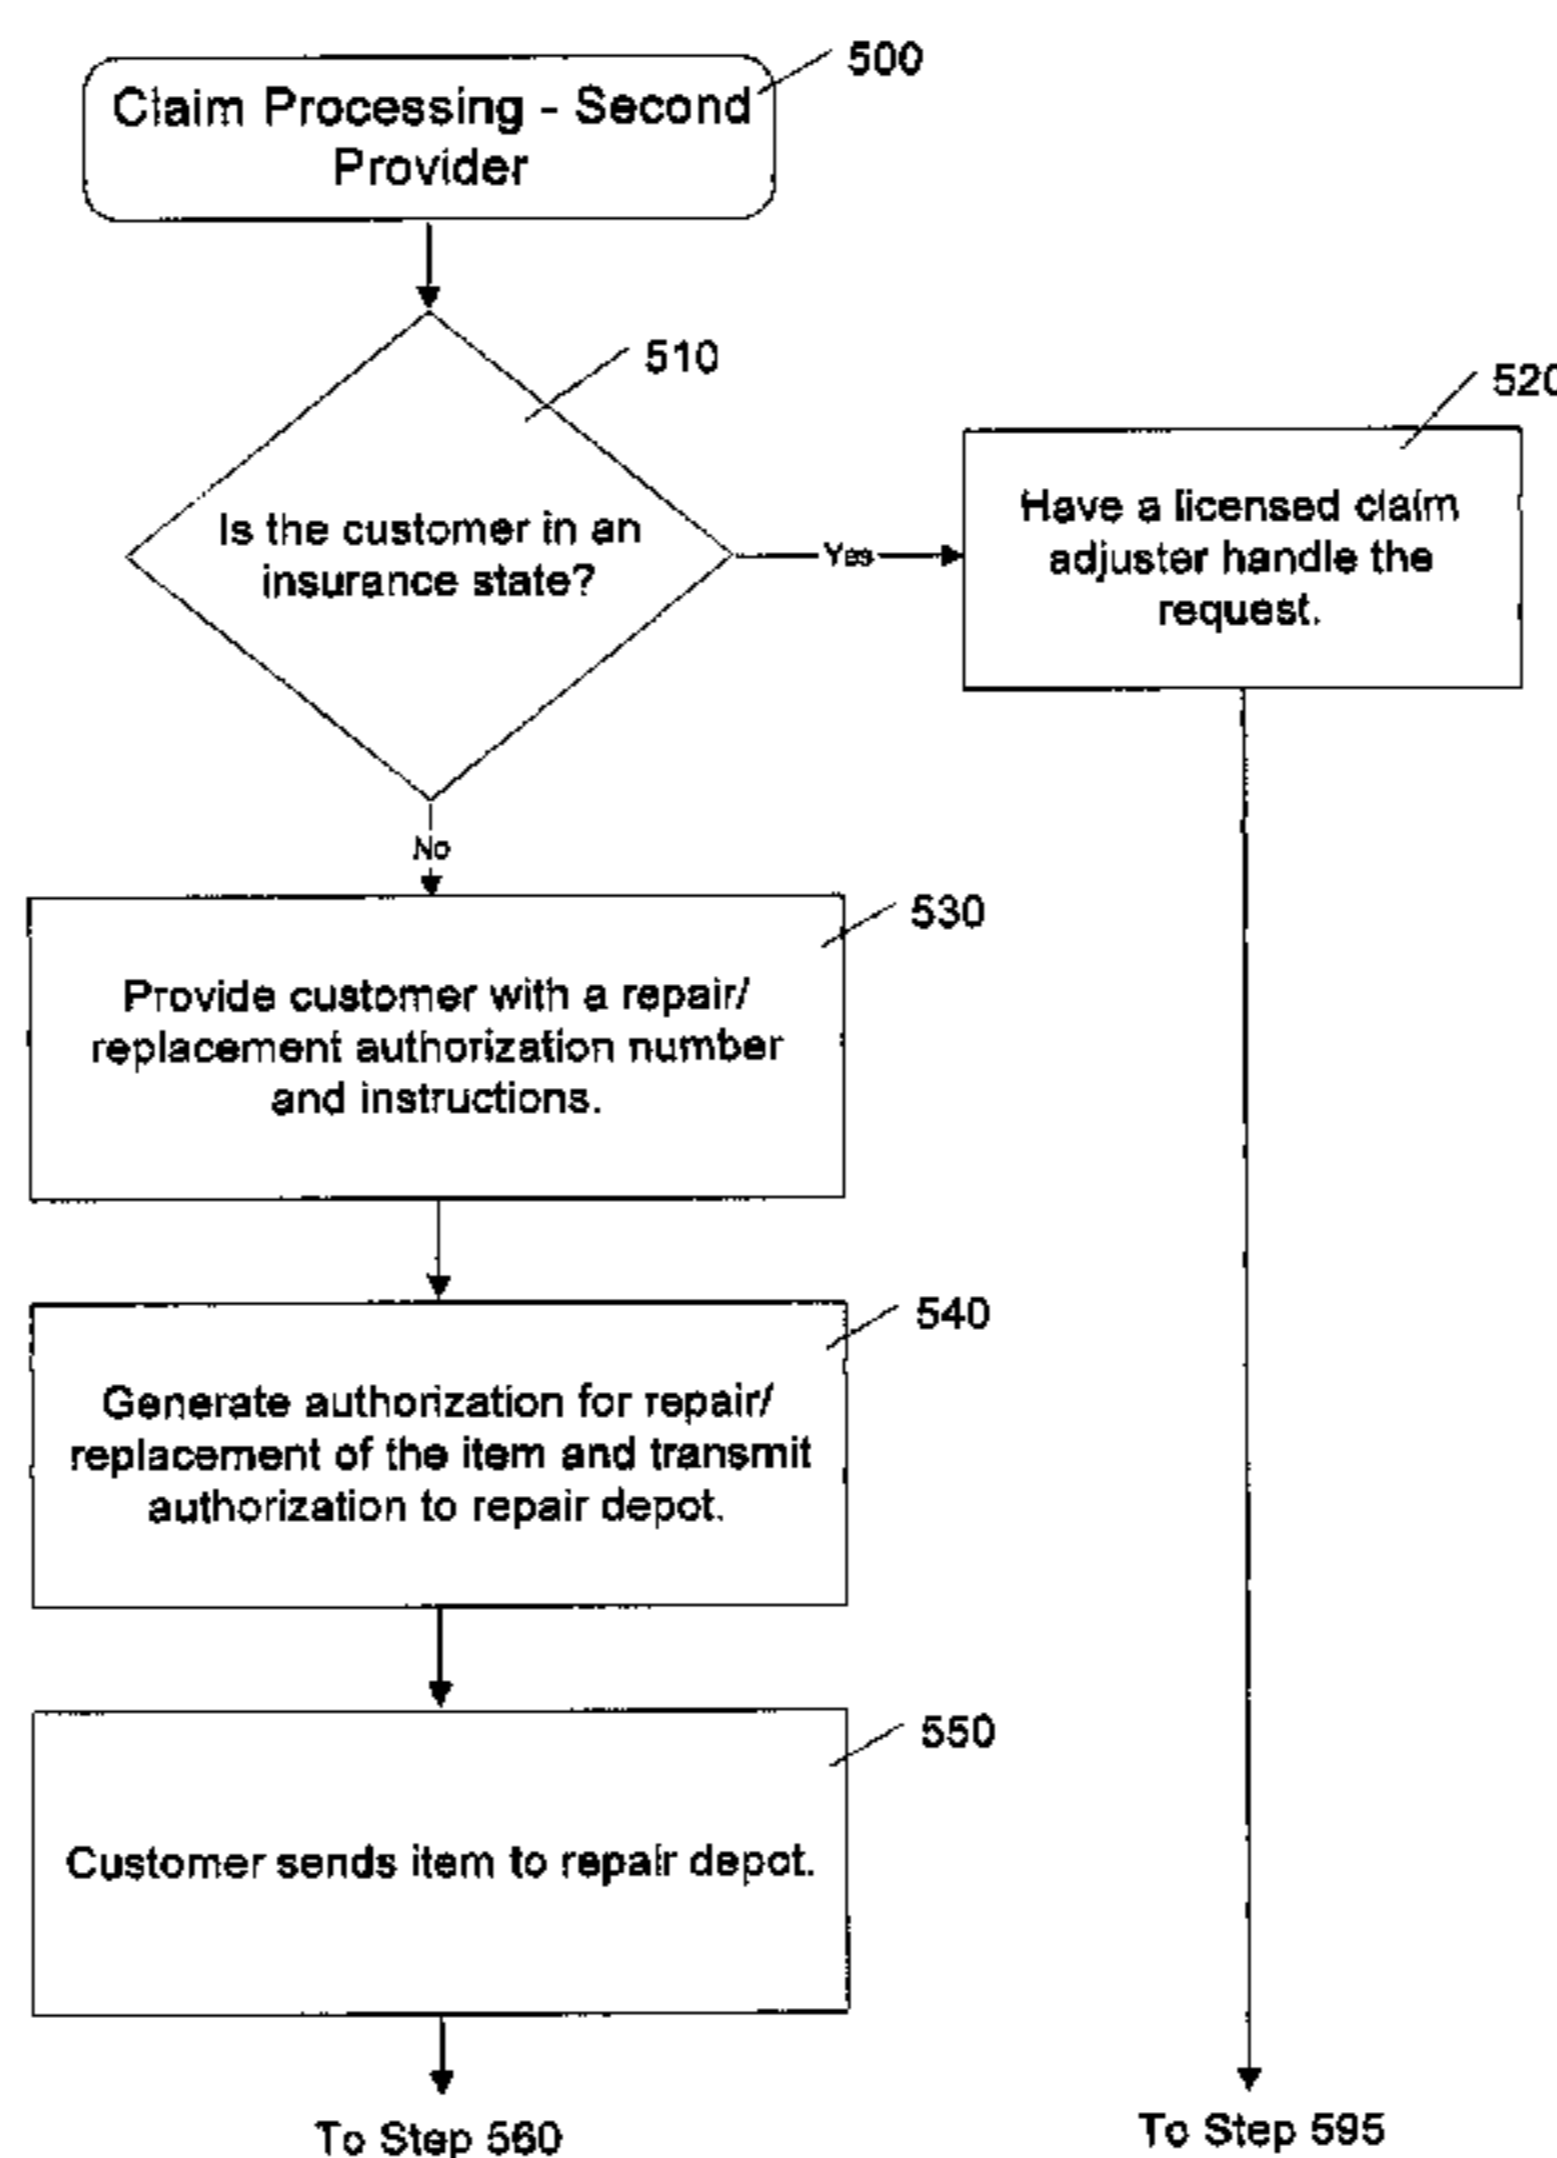 500
Claim Processing - Second
Provider
510
Is the customer in an
insurance state?
Yes
520
Have a licensed claim
adjuster handle the
request.
No
530
Provide customer with a repair/
replacement authorization number
and instructions.
540
Generate authorization for repair/
replacement of the item and transmit
authorization to repair depot.
550
Customer sends item to repair depot.
To Step 560
To Step 595